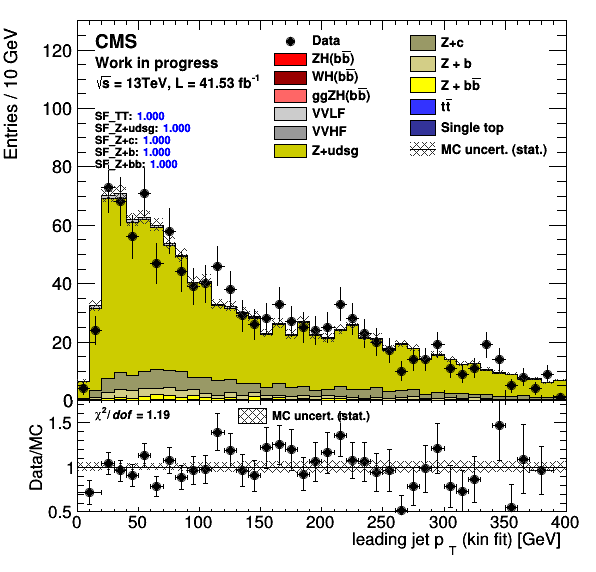 CMS
Work in progress
√s = 13TeV, L = 41.53 fb⁻¹
SF_TT: 1.000
SF_Z+udsg: 1.000
SF_Z+c: 1.000
SF_Z+b: 1.000
SF_Z+bb: 1.000
Data
ZH(bb̅)
WH(bb̅)
ggZH(bb̅)
VVLF
VVHF
Z+udsg
Z+c
Z + b
Z + bb̅
tt̅
Single top
MC uncert. (stat.)
Entries / 10 GeV
120
100
80
60
40
20
0
χ²/ dof = 1.19
MC uncert. (stat.)
Data/MC
1.5
1
0.5
0 50 100 150 200 250 300 350 400
leading jet p_T (kin fit) [GeV]